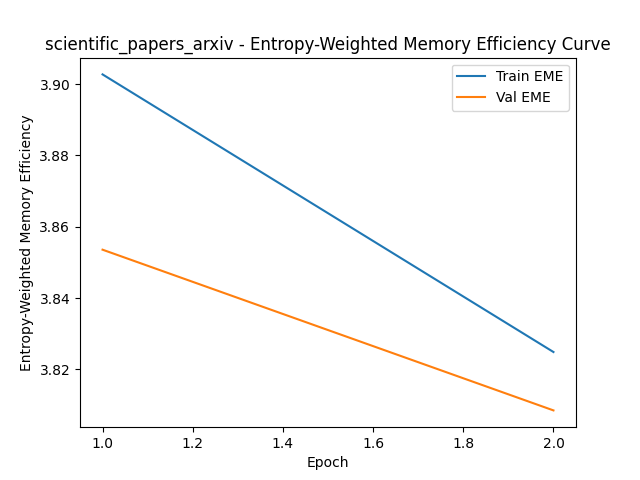 scientific_papers_arxiv - Entropy-Weighted Memory Efficiency Curve
Train EME
Val EME
Entropy-Weighted Memory Efficiency
3.90
3.88
3.86
3.84
3.82
1.0 1.2 1.4 1.6 1.8 2.0
Epoch